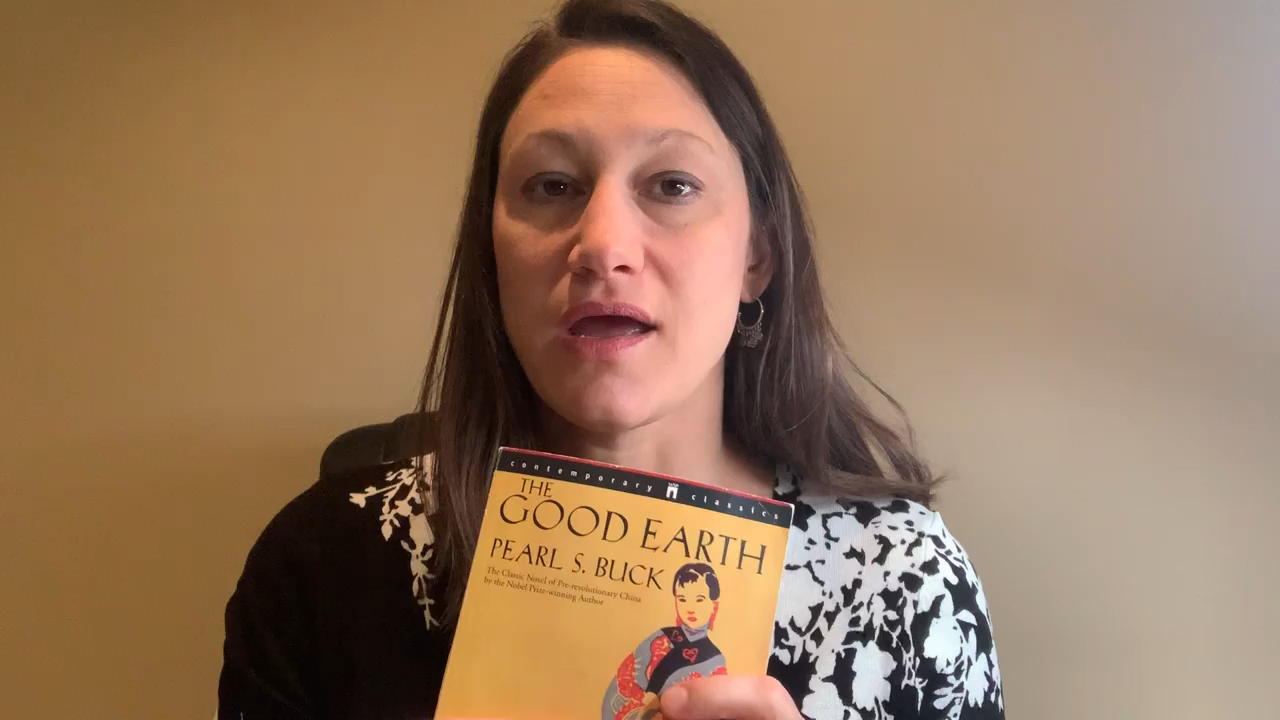 contemporary classics
THE
GOOD EARTH
PEARL S. BUCK
The Classic Novel of Pre-revolutionary China
by the Nobel Prize-winning Author